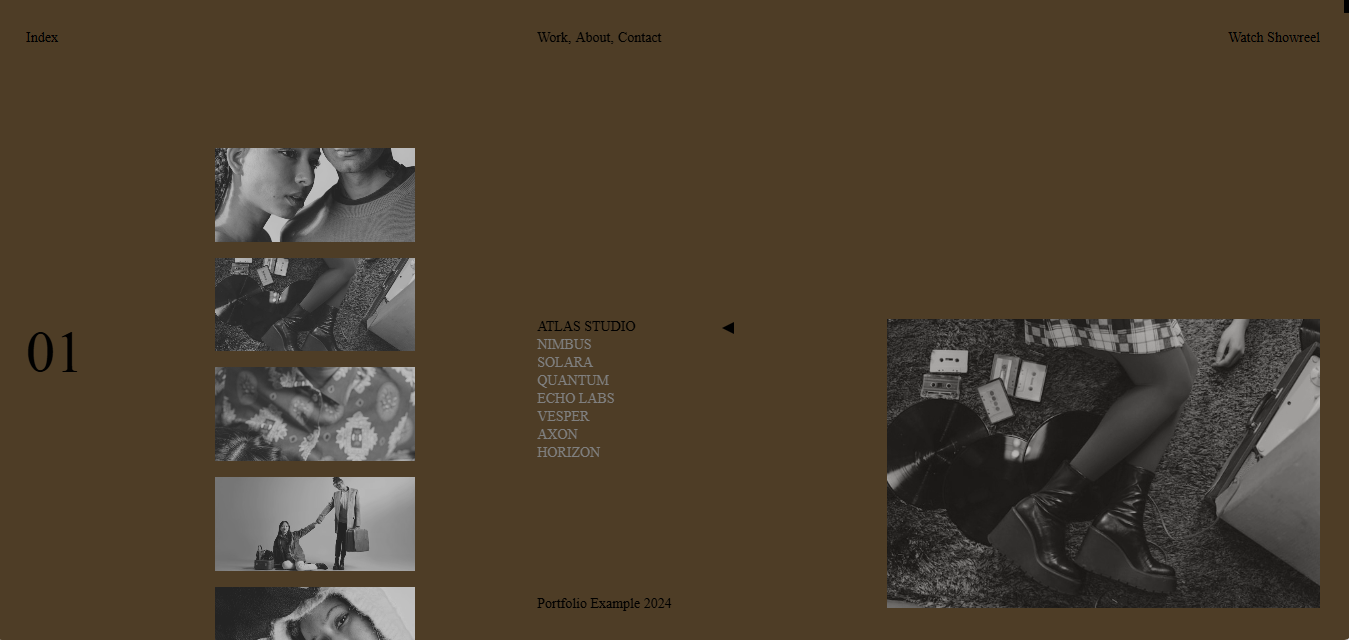 Index
Work, About, Contact
Watch Showreel
01
ATLAS STUDIO
NIMBUS
SOLARA
QUANTUM
ECHO LABS
VESPER
AXON
HORIZON
Portfolio Example 2024